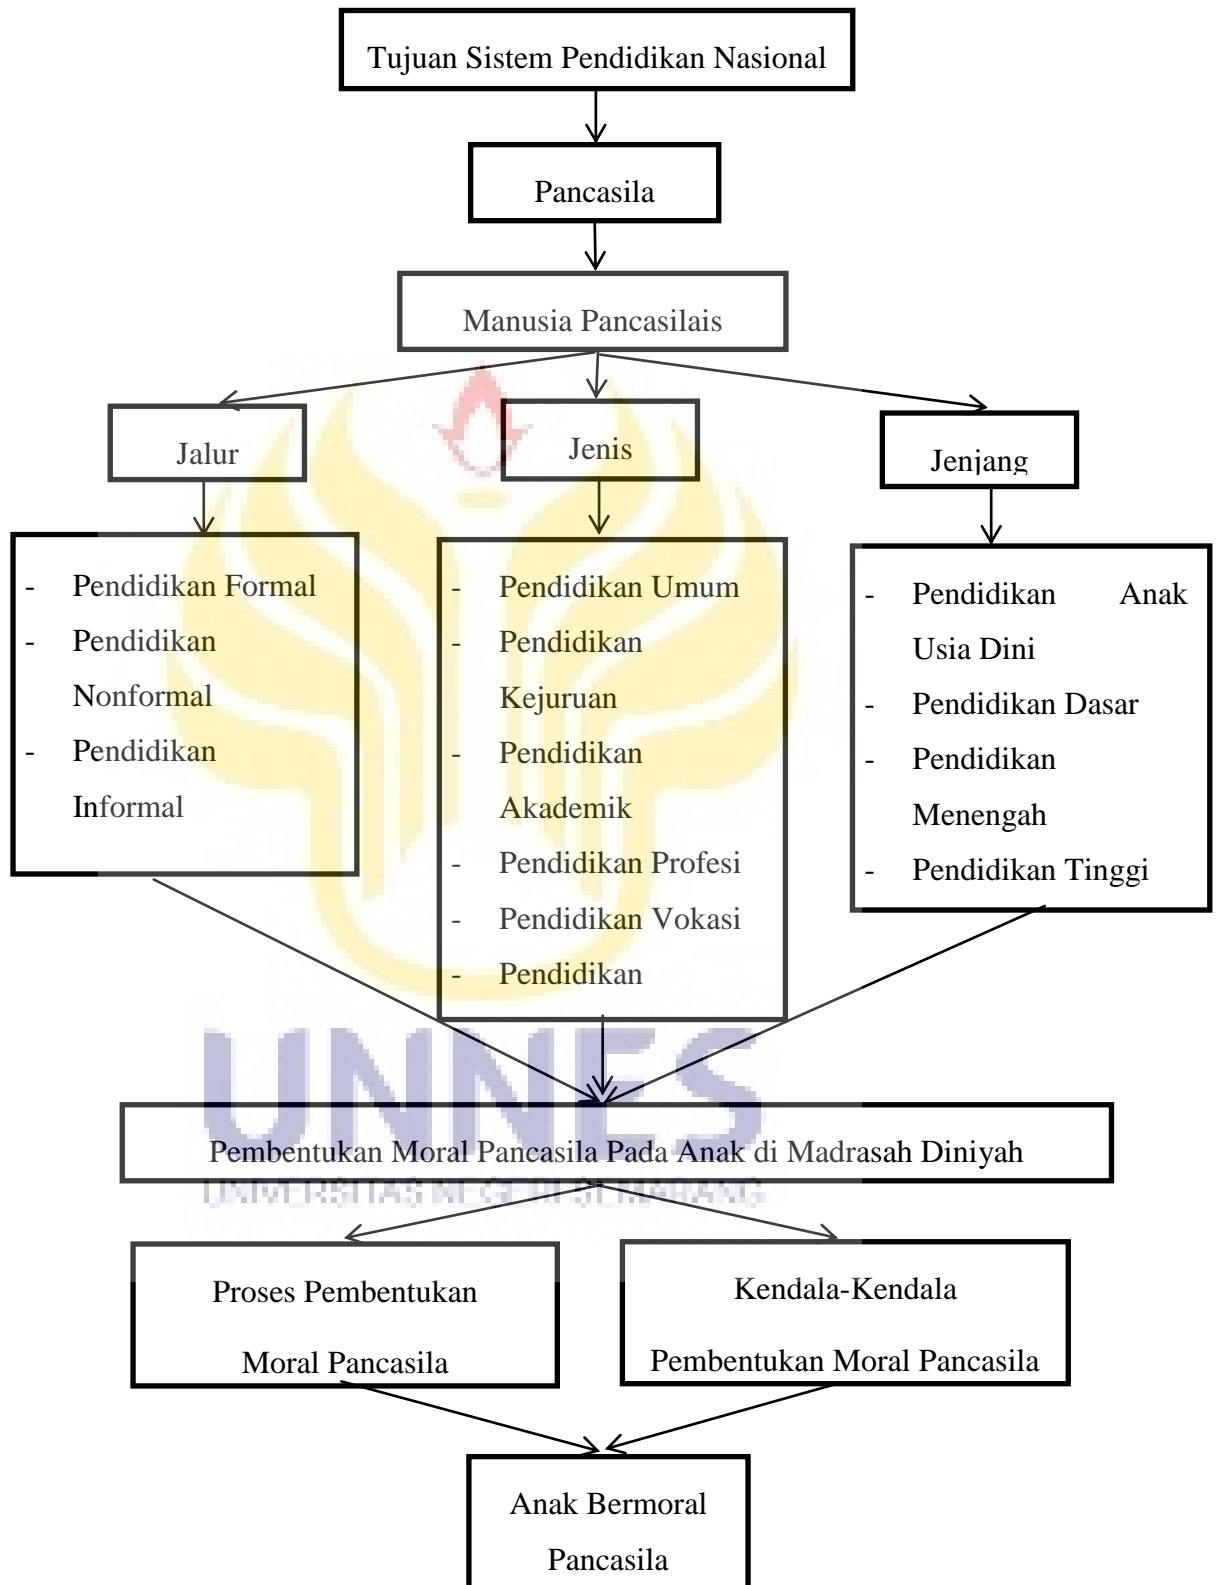 Tujuan Sistem Pendidikan Nasional
Pancasila
Manusia Pancasilais
Jalur
Jenis
Jenjang
- Pendidikan Formal
- Pendidikan
Nonformal
- Pendidikan
Informal
- Pendidikan Umum
- Pendidikan
Kejuruan
- Pendidikan
Akademik
- Pendidikan Profesi
- Pendidikan Vokasi
- Pendidikan
- Pendidikan Anak
Usia Dini
- Pendidikan Dasar
- Pendidikan
Menengah
- Pendidikan Tinggi
UNNES
Pembentukan Moral Pancasila Pada Anak di Madrasah Diniyah
UNIVERSITAS NEGERI SEMARANG
Proses Pembentukan
Moral Pancasila
Kendala-Kendala
Pembentukan Moral Pancasila
Anak Bermoral
Pancasila